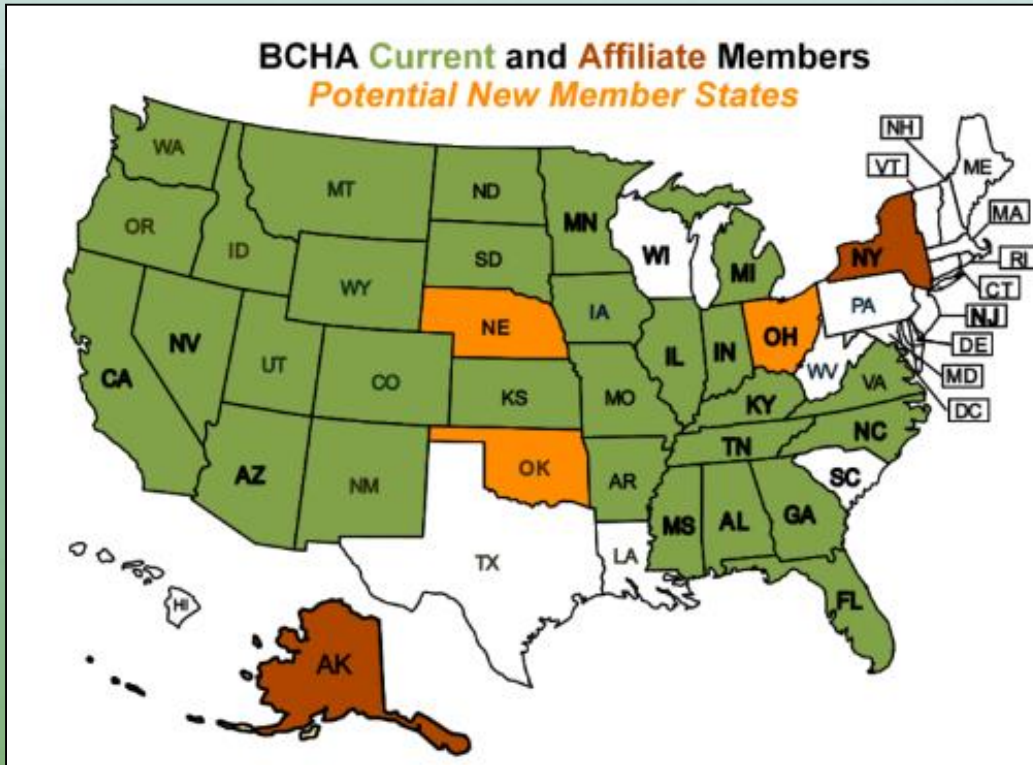 BCHA Current and Affiliate Members
Potential New Member States
NH
WA
VT
ME
MT
ND
MN
MA
OR
ID
SD
WI
MI
NY
RI
WY
CT
IA
PA
NE
NJ
NV
OH
DE
UT
IL
IN
CA
CO
WV
MD
KS
MO
VA
KY
DC
TN
NC
AZ
OK
NM
AR
SC
MS
AL
GA
TX
LA
HI
FL
AK